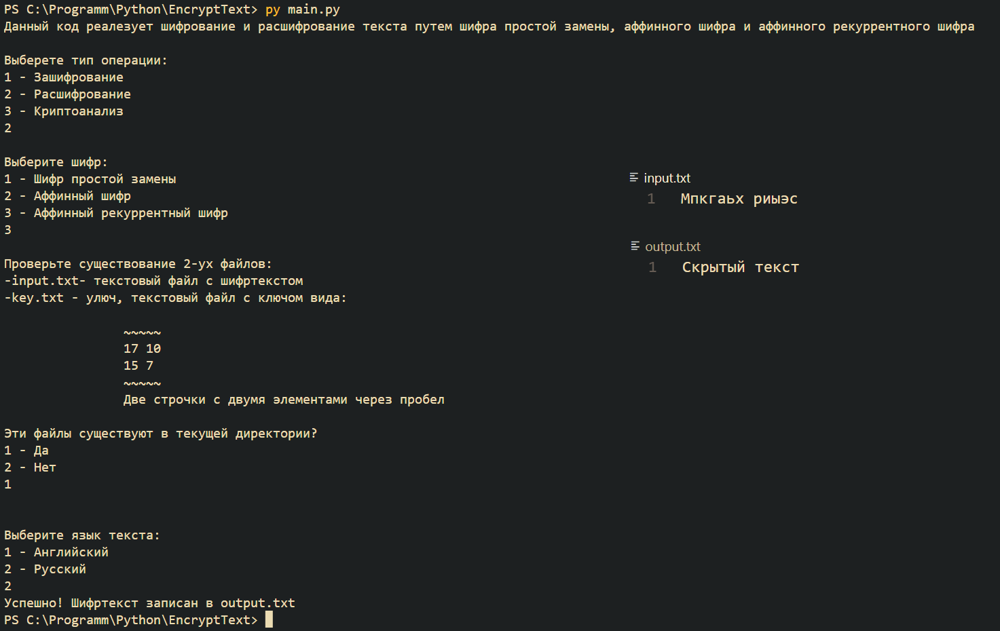 PS C:\Programm\Python\EncryptText> py main.py
Данный код реалезует шифрование и расшифрование текста путем шифра простой замены, аффинного шифра и аффинного рекуррентного шифра
Выберете тип операции:
1 - Зашифрование
2 - Расшифрование
3 - Криптоанализ
2
Выберите шифр:
1 - Шифр простой замены
2 - Аффинный шифр
3 - Аффинный рекуррентный шифр
3
Проверьте существование 2-ух файлов:
-input.txt- текстовый файл с шифртекстом
-key.txt - улюч, текстовый файл с ключом вида:
~~~~~
17 10
15 7
~~~~~
Две строчки с двумя элементами через пробел
Эти файлы существуют в текущей директории?
1 - Да
2 - Нет
1
Выберите язык текста:
1 - Английский
2 - Русский
2
Успешно! Шифртекст записан в output.txt
PS C:\Programm\Python\EncryptText>
input.txt
1 Мпкгаьх риыэс
output.txt
1 Скрытый текст